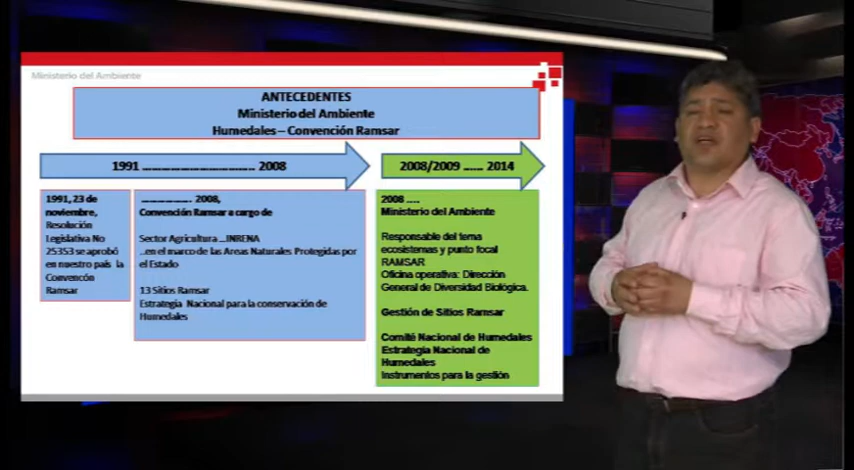 Ministerio del Ambiente
ANTECEDENTES
Ministerio del Ambiente
Humedales – Convención Ramsar
1991 ................................ 2008
2008/2009 ...... 2014
1991, 23 de
noviembre,
Resolución
Legislativa No
25353 se aprobó
en nuestro país la
Convencón
Ramsar
.................. 2008,
Convención Ramsar a cargo de
Sector Agricultura ...INRENA
...en el marco de las Areas Naturales Protegidas por
el Estado
13 Sitios Ramsar
Estrategia Nacional para la conservación de
Humedales
2008 ....
Ministerio del Ambiente
Responsable del tema
ecosistemas y punto focal
RAMSAR
Oficina operativa: Dirección
General de Diversidad Biológica.
Gestión de Sitios Ramsar
Comité Nacional de Humedales
Estrategia Nacional de
Humedales
Instrumentos para la gestión